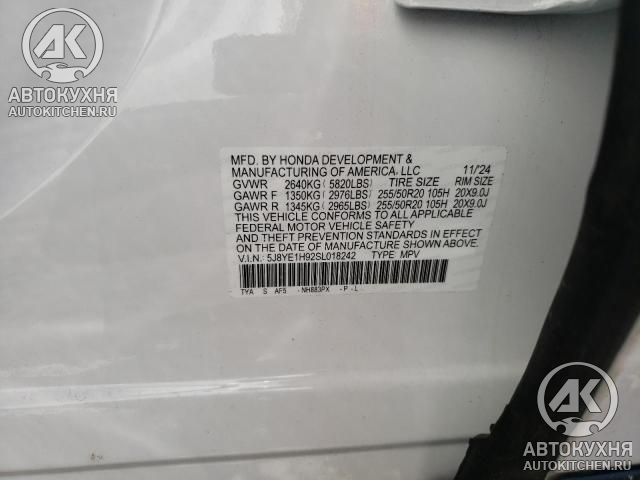 AK
АВТОКУХНЯ
AUTOKITCHEN.RU
MFD. BY HONDA DEVELOPMENT &
MANUFACTURING OF AMERICA, LLC 11/24
GVWR 2640KG( 5820LBS) TIRE SIZE RIM SIZE
GAWR F 1350KG( 2976LBS) 255/50R20 105H 20X9.0J
GAWR R 1345KG( 2965LBS) 255/50R20 105H 20X9.0J
THIS VEHICLE CONFORMS TO ALL APPLICABLE
FEDERAL MOTOR VEHICLE SAFETY
AND THEFT PREVENTION STANDARDS IN EFFECT
ON THE DATE OF MANUFACTURE SHOWN ABOVE.
V.I.N.: 5J8YE1H92SL018242 TYPE MPV
TYA S AF5 -NH883PX -P-L
AK
АВТОКУХНЯ
AUTOKITCHEN.RU